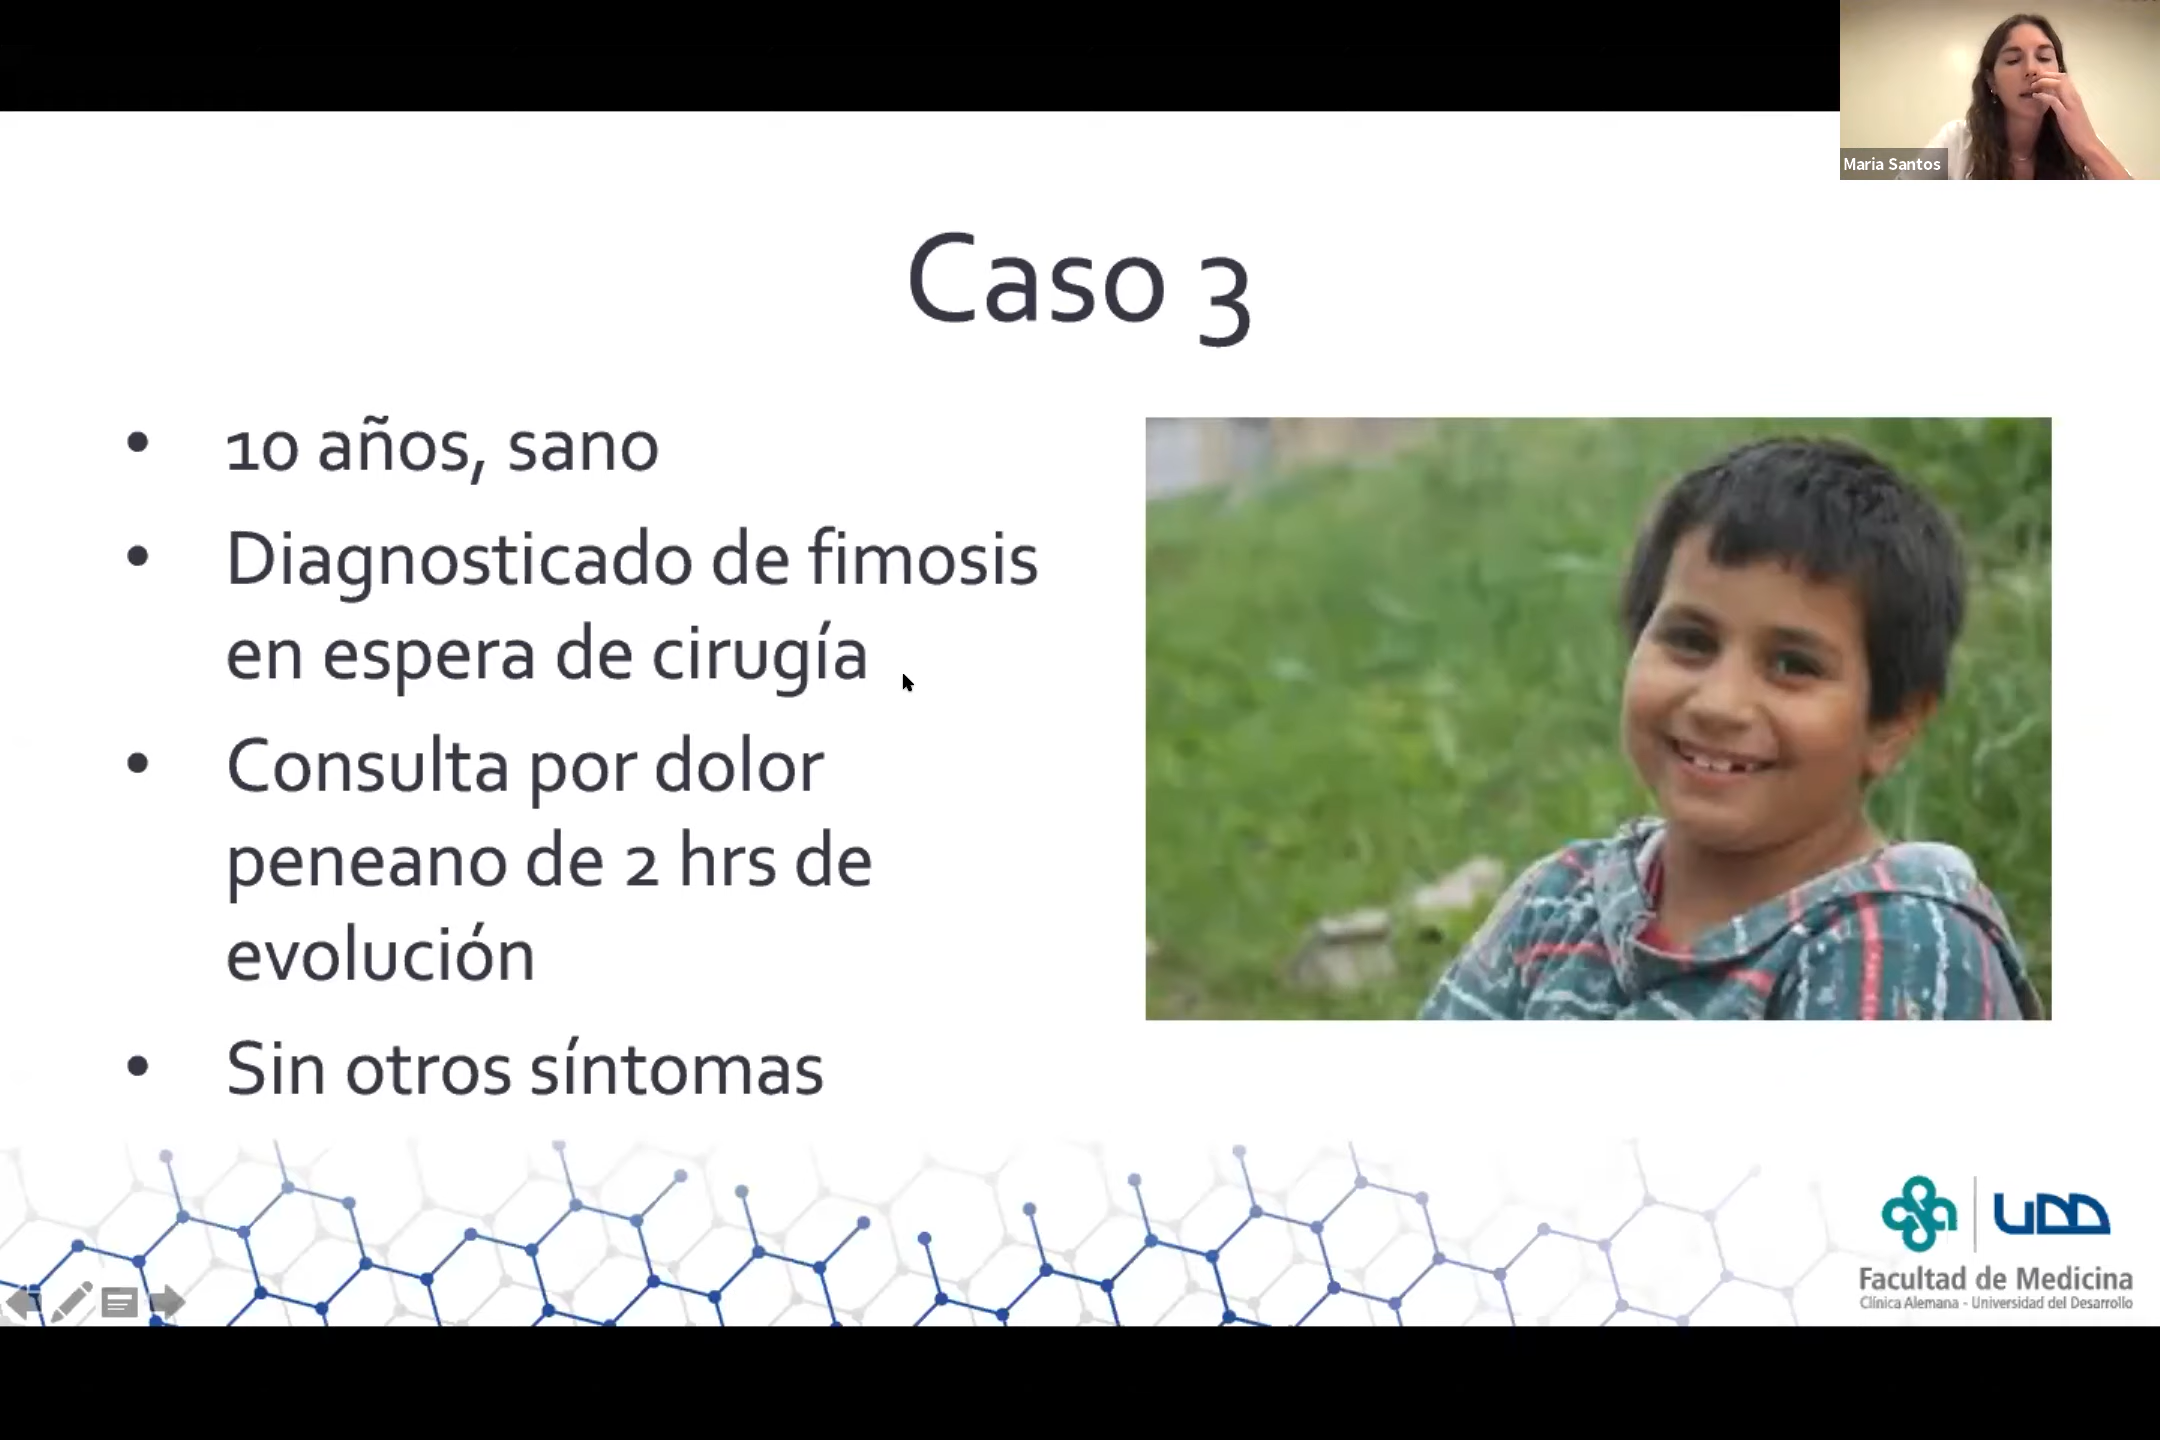 Maria Santos
Caso 3
• 10 años, sano
• Diagnosticado de fimosis
en espera de cirugía
• Consulta por dolor
peneano de 2 hrs de
evolución
• Sin otros síntomas
UDD
Facultad de Medicina
Clínica Alemana - Universidad del Desarrollo